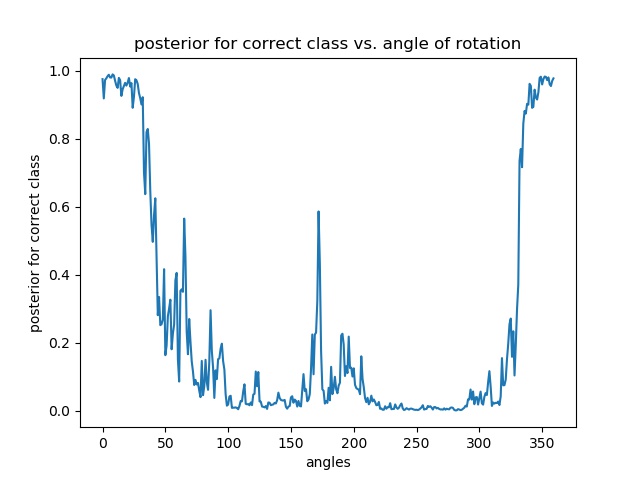 posterior for correct class vs. angle of rotation
1.0
0.8
0.6
0.4
0.2
0.0
posterior for correct class
0 50 100 150 200 250 300 350
angles